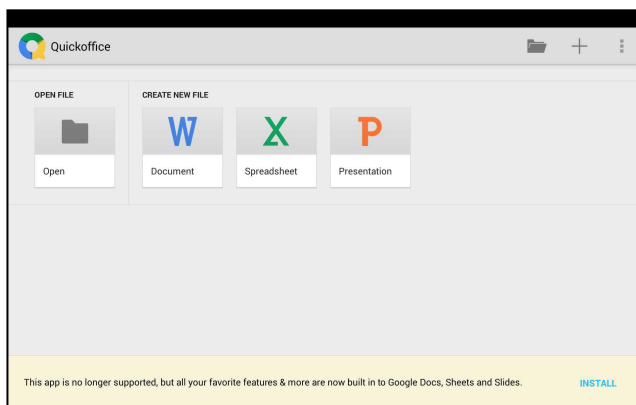 Quickoffice
OPEN FILE
CREATE NEW FILE
W
X
P
Open
Document
Spreadsheet
Presentation
This app is no longer supported, but all your favorite features & more are now built in to Google Docs, Sheets and Slides.
INSTALL